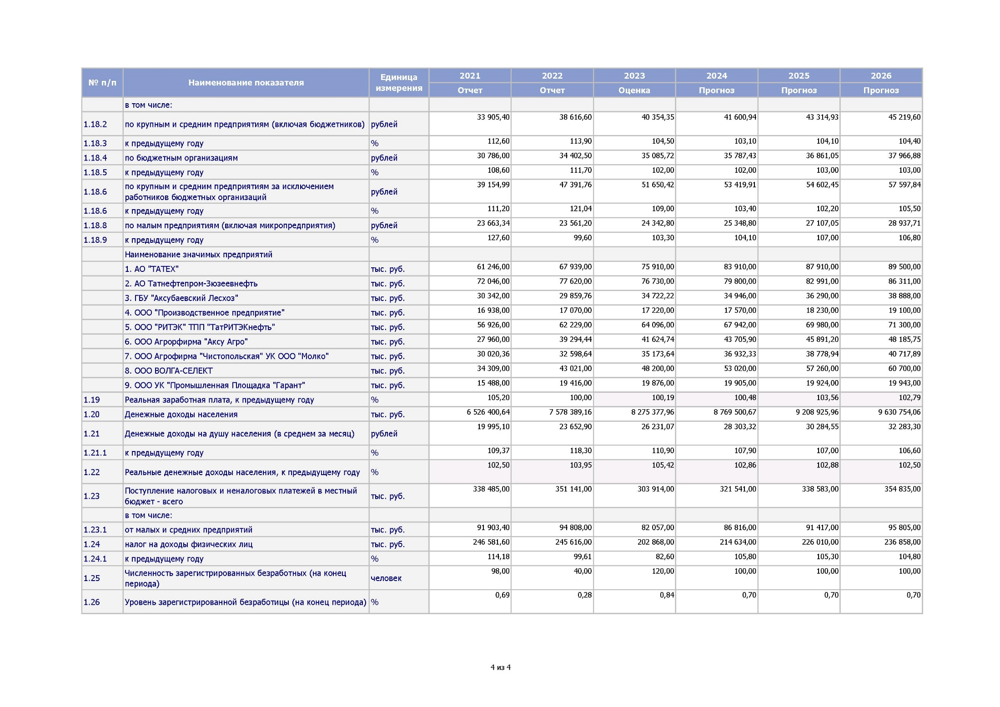 № п/п Наименование показателя Единица измерения 2021 2022 2023 2024 2025 2026
Отчет Отчет Оценка Прогноз Прогноз Прогноз
в том числе:
1.18.2 по крупным и средним предприятиям (включая бюджетников) рублей 33 905,40 38 616,60 40 354,35 41 600,94 43 314,93 45 219,60
1.18.3 к предыдущему году % 112,60 113,90 104,50 103,10 104,10 104,40
1.18.4 по бюджетным организациям рублей 30 786,00 34 402,50 35 085,72 35 787,43 36 861,05 37 966,88
1.18.5 к предыдущему году % 108,60 111,70 102,00 102,00 103,00 103,00
1.18.6 по крупным и средним предприятиям за исключением
работников бюджетных организаций рублей 39 154,99 47 391,76 51 650,42 53 419,91 54 602,45 57 597,84
1.18.6 к предыдущему году % 111,20 121,04 109,00 103,40 102,20 105,50
1.18.8 по малым предприятиям (включая микропредприятия) рублей 23 663,34 23 561,20 24 342,80 25 348,80 27 107,05 28 937,71
1.18.9 к предыдущему году % 127,60 99,60 103,30 104,10 107,00 106,80
Наименование значимых предприятий
1. АО "ТАТЕХ" тыс. руб. 61 246,00 67 939,00 75 910,00 83 910,00 87 910,00 89 500,00
2. АО Татнефтепром-Зюзеевнефть тыс. руб. 72 046,00 77 620,00 76 730,00 79 800,00 82 991,00 86 311,00
3. ГБУ "Аксубаевский Лесхоз" тыс. руб. 30 342,00 29 859,76 34 722,22 34 946,00 36 290,00 38 888,00
4. ООО "Производственное предприятие" тыс. руб. 16 938,00 17 070,00 17 220,00 17 570,00 18 230,00 19 100,00
5. ООО "РИТЭК" ТПП "ТатРИТЭКнефть" тыс. руб. 56 926,00 62 229,00 64 096,00 67 942,00 69 980,00 71 300,00
6. ООО Агрорфирма "Аксу Агро" тыс. руб. 27 960,00 39 294,44 41 624,74 43 705,90 45 891,20 48 185,75
7. ООО Агрофирма "Чистопольская" УК ООО "Молко" тыс. руб. 30 020,36 32 598,64 35 173,64 36 932,33 38 778,94 40 717,89
8. ООО ВОЛГА-СЕЛЕКТ тыс. руб. 34 309,00 43 021,00 48 200,00 53 020,00 57 260,00 60 700,00
9. ООО УК "Промышленная Площадка "Гарант" тыс. руб. 15 488,00 19 416,00 19 876,00 19 905,00 19 924,00 19 943,00
1.19 Реальная заработная плата, к предыдущему году % 105,20 100,00 100,19 100,48 103,56 102,79
1.20 Денежные доходы населения тыс. руб. 6 526 400,64 7 578 389,16 8 275 377,96 8 769 500,67 9 208 925,96 9 630 754,06
1.21 Денежные доходы на душу населения (в среднем за месяц) рублей 19 995,10 23 652,90 26 231,07 28 303,32 30 284,55 32 283,30
1.21.1 к предыдущему году % 109,37 118,30 110,90 107,90 107,00 106,60
1.22 Реальные денежные доходы населения, к предыдущему году % 102,50 103,95 105,42 102,86 102,88 102,50
1.23 Поступление налоговых и неналоговых платежей в местный
бюджет - всего тыс. руб. 338 485,00 351 141,00 303 914,00 321 541,00 338 583,00 354 835,00
в том числе:
1.23.1 от малых и средних предприятий тыс. руб. 91 903,40 94 808,00 82 057,00 86 816,00 91 417,00 95 805,00
1.24 налог на доходы физических лиц тыс. руб. 246 581,60 245 616,00 202 868,00 214 634,00 226 010,00 236 858,00
1.24.1 к предыдущему году % 114,18 99,61 82,60 105,80 105,30 104,80
1.25 Численность зарегистрированных безработных (на конец
периода) человек 98,00 40,00 120,00 100,00 100,00 100,00
1.26 Уровень зарегистрированной безработицы (на конец периода) % 0,69 0,28 0,84 0,70 0,70 0,70
4 из 4